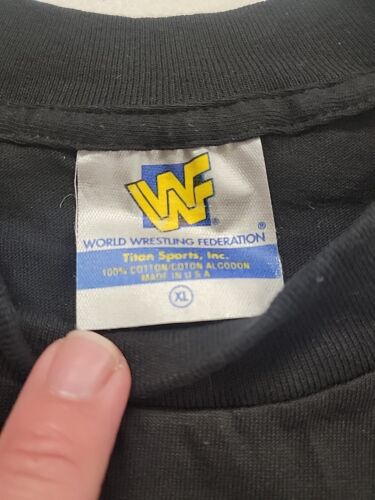 WF
®
WORLD WRESTLING FEDERATION®
Titan Sports, Inc.
100% COTTON/COTON ALGODON
MADE IN U.S.A
XL